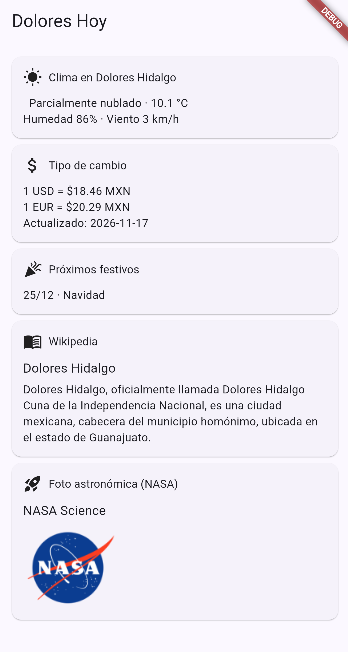 DEBUG
Dolores Hoy
Clima en Dolores Hidalgo
Parcialmente nublado · 10.1 °C
Humedad 86% · Viento 3 km/h
Tipo de cambio
1 USD = $18.46 MXN
1 EUR = $20.29 MXN
Actualizado: 2026-11-17
Próximos festivos
25/12 · Navidad
Wikipedia
Dolores Hidalgo
Dolores Hidalgo, oficialmente llamada Dolores Hidalgo
Cuna de la Independencia Nacional, es una ciudad
mexicana, cabecera del municipio homónimo, ubicada en
el estado de Guanajuato.
Foto astronómica (NASA)
NASA Science
NASA